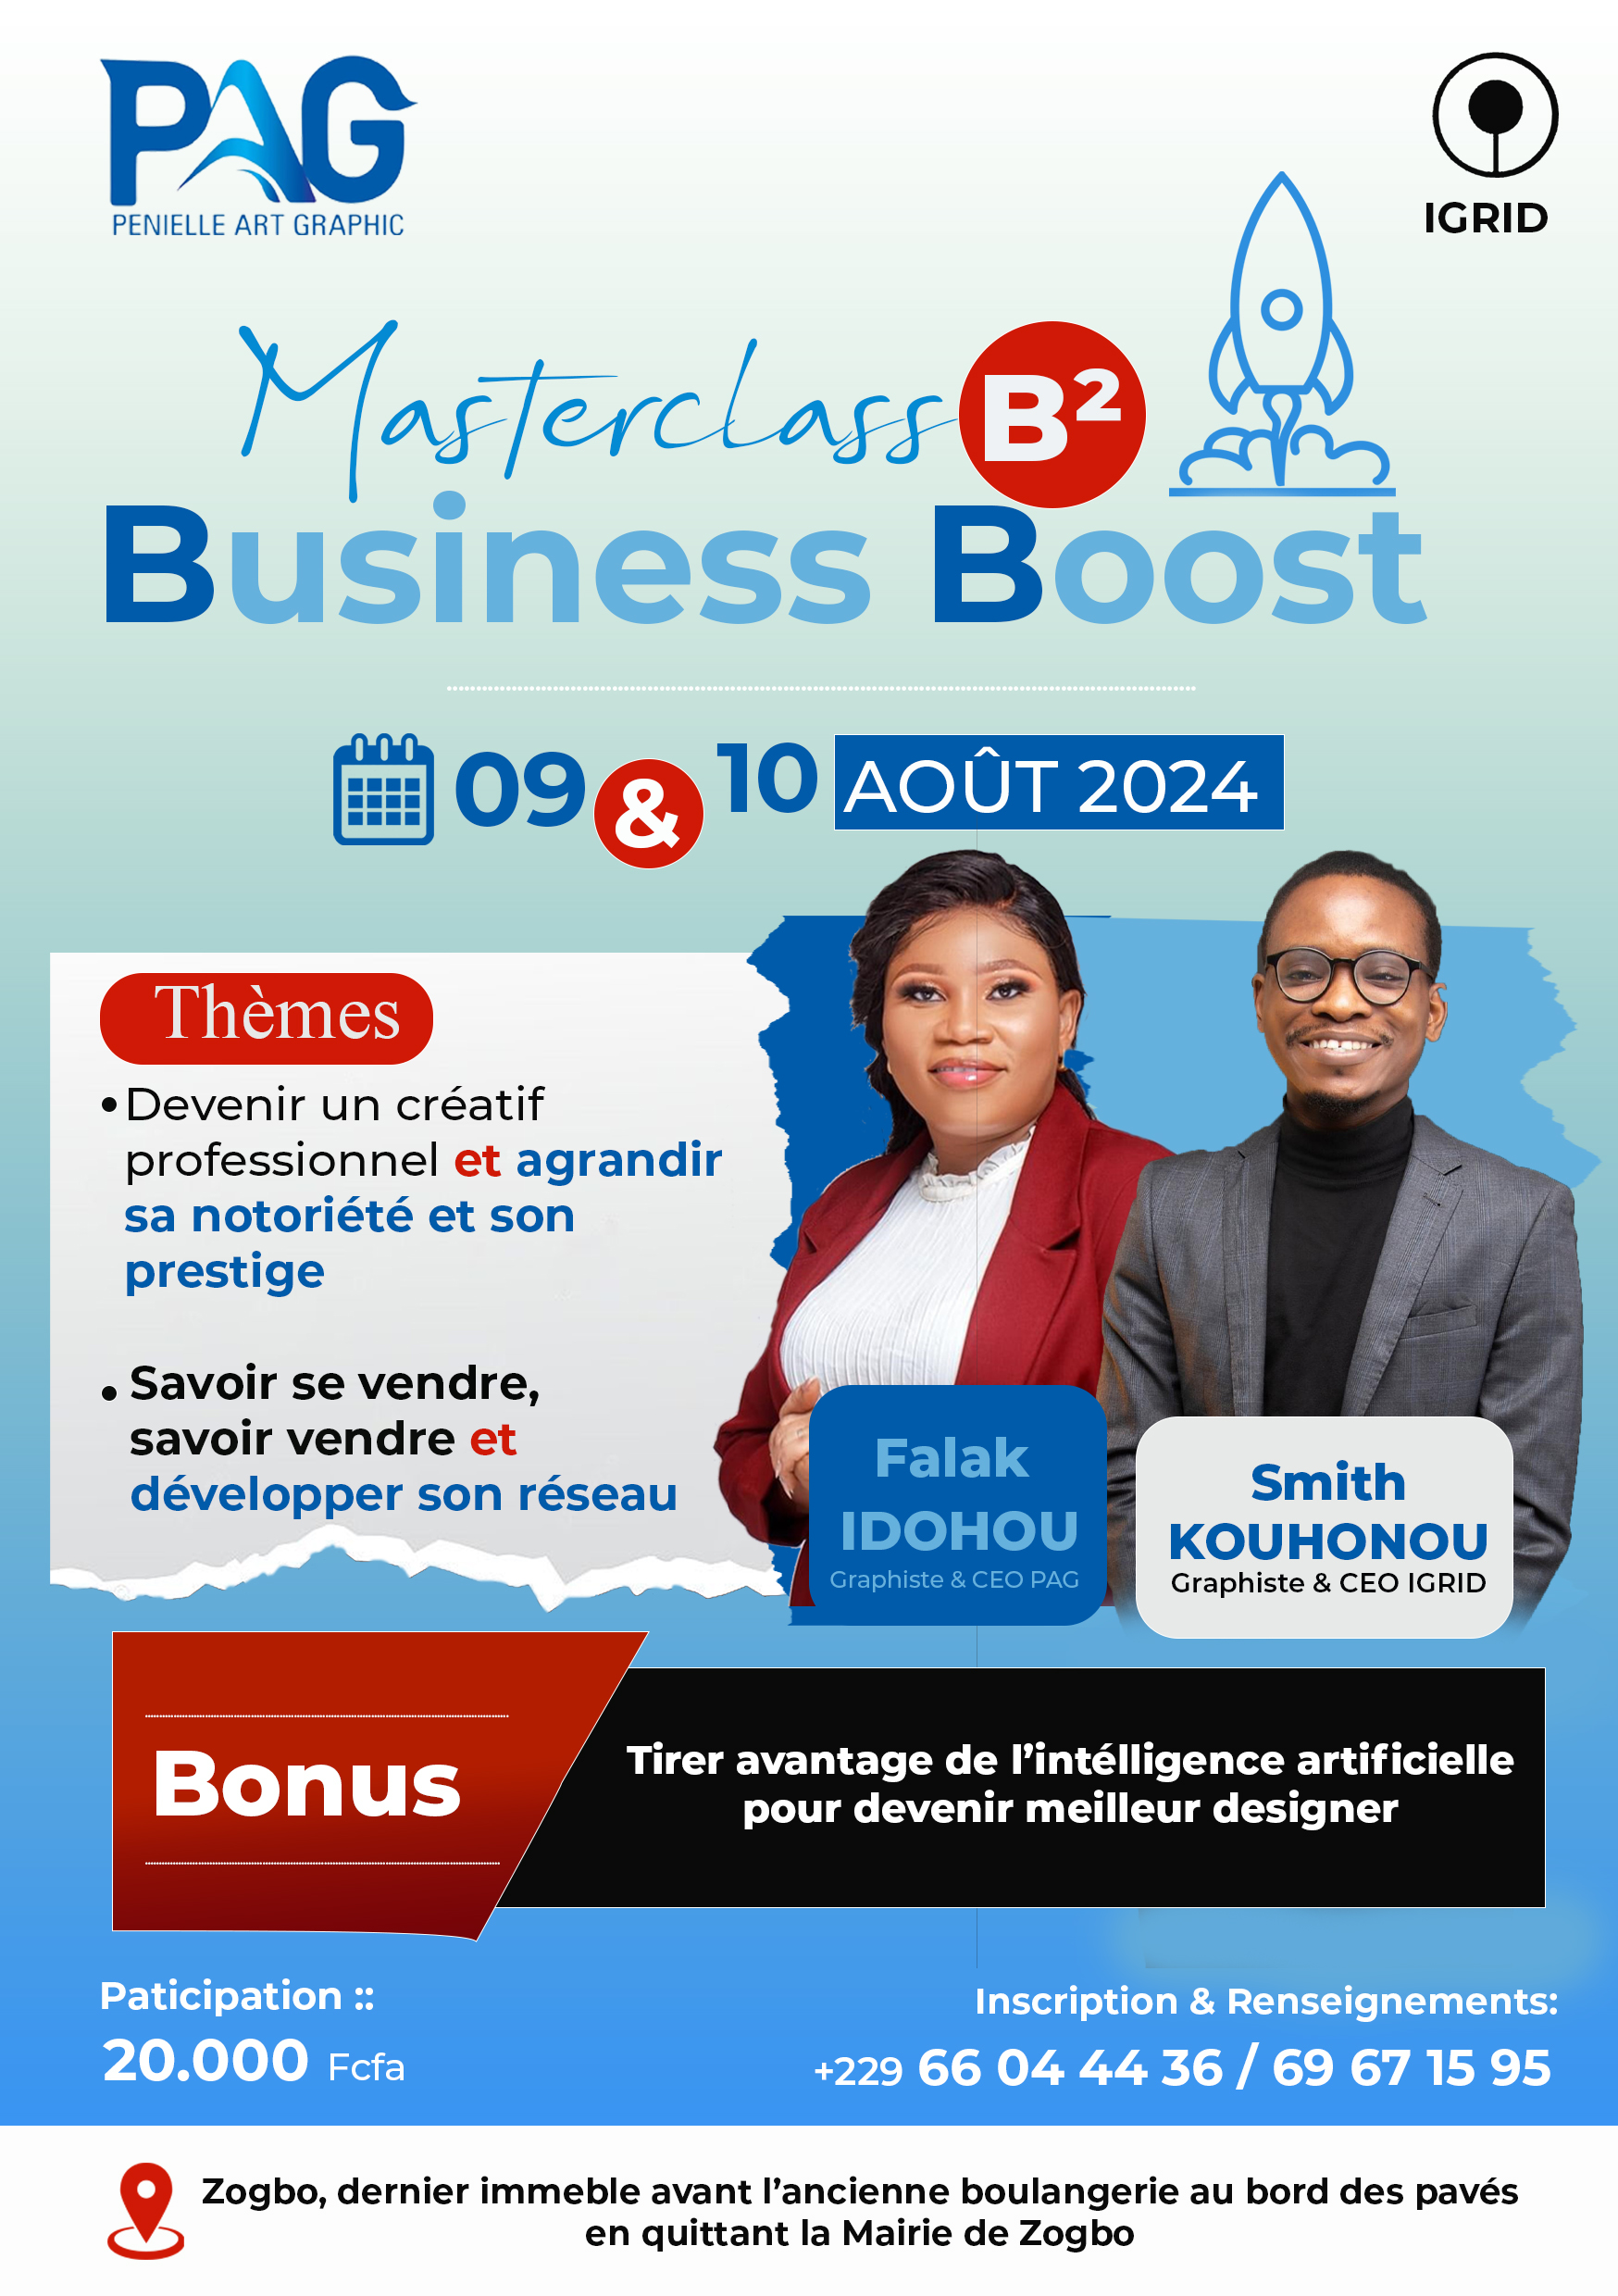 PAG
PENIELLE ART GRAPHIC
IGRID
Masterclass B²
Business Boost
09 & 10 AOÛT 2024
Thèmes
•Devenir un créatif
professionnel et agrandir
sa notoriété et son
prestige
• Savoir se vendre,
savoir vendre et
développer son réseau
Falak
IDOHOU
Graphiste & CEO PAG
Smith
KOUHONOU
Graphiste & CEO IGRID
Bonus
Tirer avantage de l’intélligence artificielle
pour devenir meilleur designer
Paticipation ::
20.000 Fcfa
Inscription & Renseignements:
+229 66 04 44 36 / 69 67 15 95
Zogbo, dernier immeble avant l’ancienne boulangerie au bord des pavés
en quittant la Mairie de Zogbo